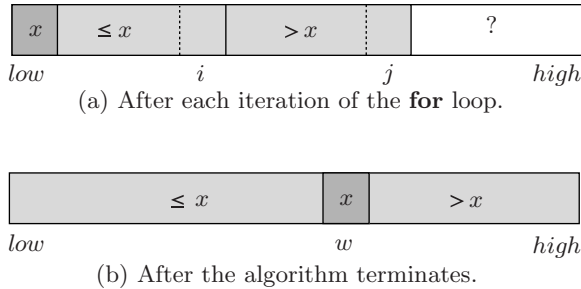 x ≤ x > x ?
low i j high
(a) After each iteration of the for loop.
≤ x x > x
low w high
(b) After the algorithm terminates.